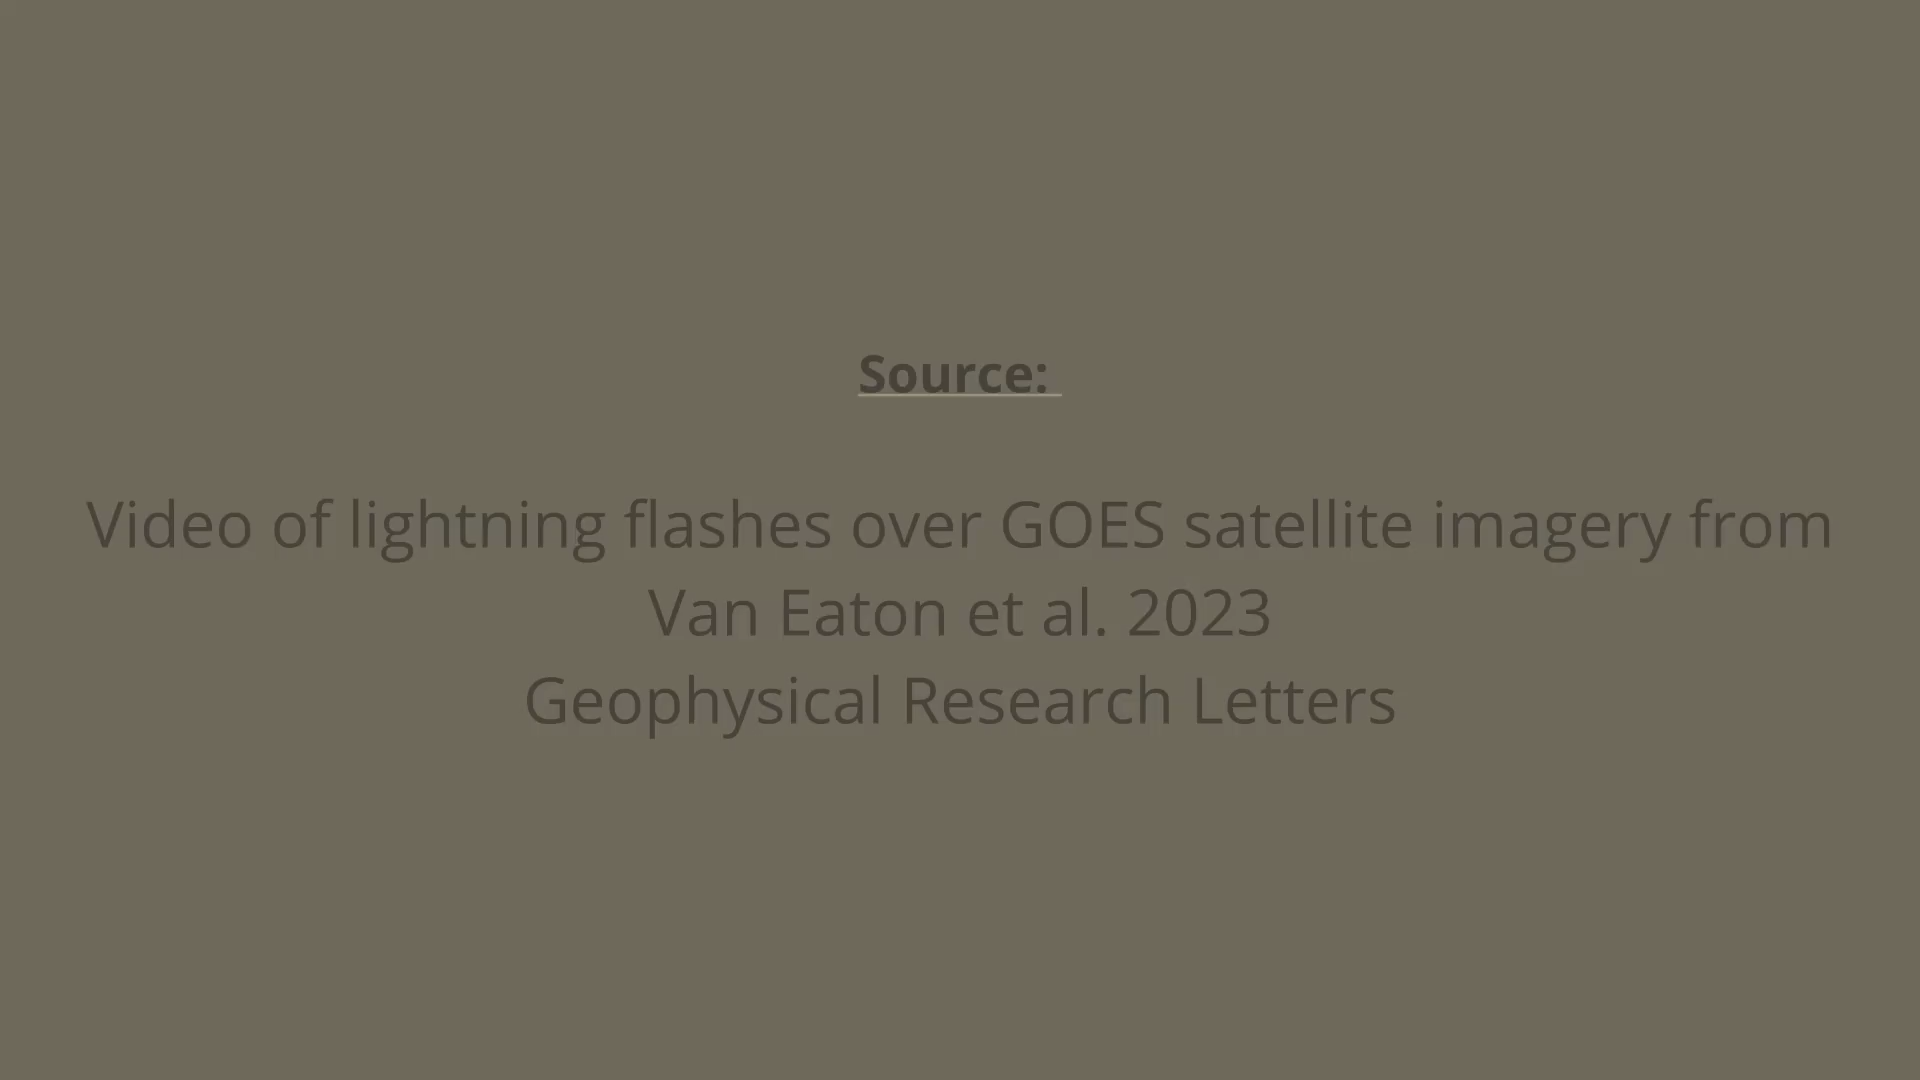 Source:
Video of lightning flashes over GOES satellite imagery from
Van Eaton et al. 2023
Geophysical Research Letters